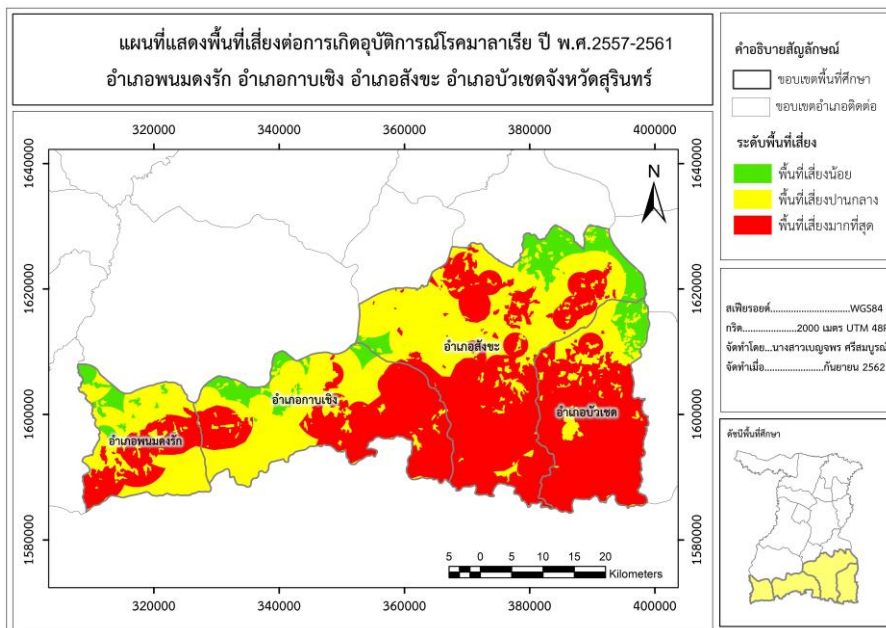 แผนที่แสดงพื้นที่เสี่ยงต่อการเกิดอุบัติการณ์โรคมาลาเรีย ปี พ.ศ.2557-2561
อำเภอพนมดงรัก อำเภอกาบเชิง อำเภอสังขะ อำเภอบัวเชดจังหวัดสุรินทร์
คำอธิบายสัญลักษณ์
ขอบเขตพื้นที่ศึกษา
ขอบเขตอำเภอติดต่อ
ระดับพื้นที่เสี่ยง
พื้นที่เสี่ยงน้อย
พื้นที่เสี่ยงปานกลาง
พื้นที่เสี่ยงมากที่สุด
320000 340000 360000 380000 400000
1640000 1640000
N
1620000 1620000
อำเภอสังขะ
อำเภอกาบเชิง
1600000 1600000
อำเภอบัวเชด
อำเภอพนมดงรัก
1580000 1580000
5 0 5 10 15 20
Kilometers
320000 340000 360000 380000 400000
สเฟียรอยด์..............................WGS84
กริด......................2000 เมตร UTM 48
จัดทำโดย...นางสาวเบญจพร ศรีสมบูรณ์
จัดทำเมื่อ.......................กันยายน 2562
ดัชนีพื้นที่ศึกษา